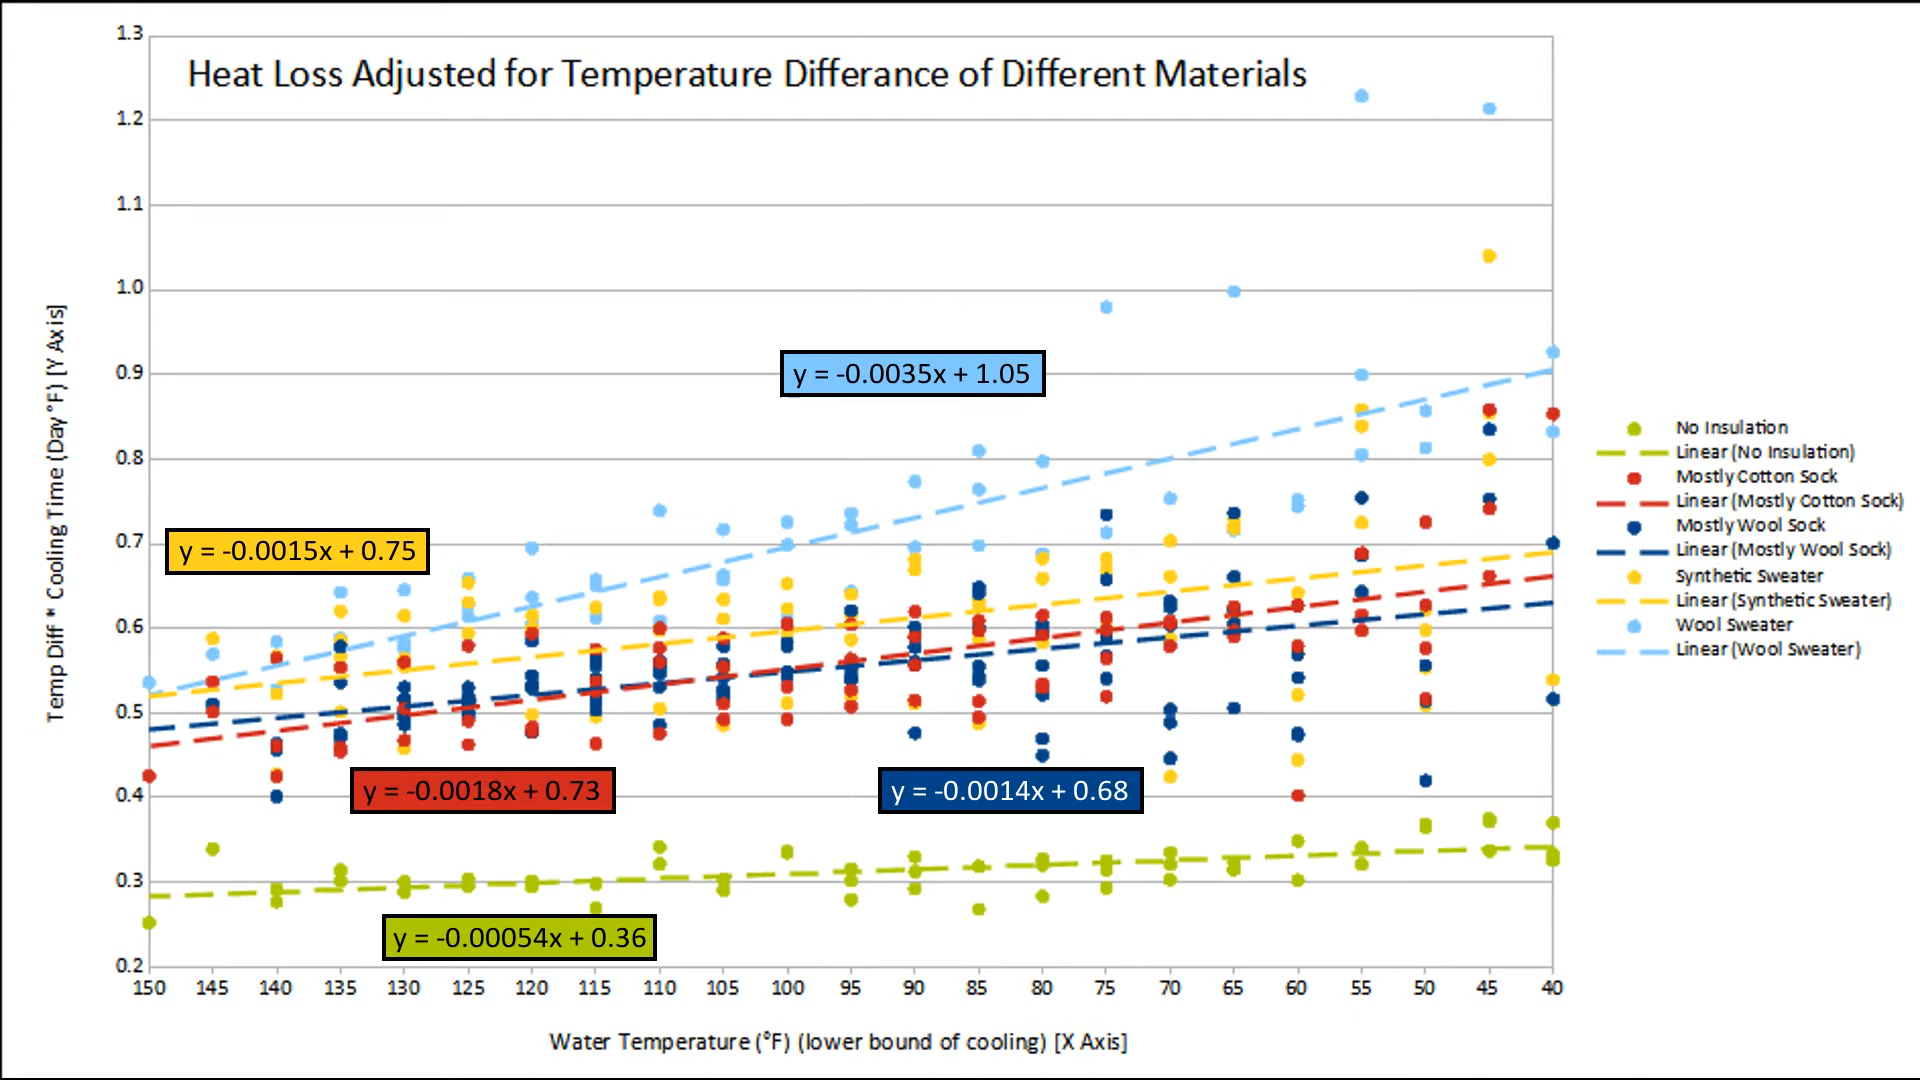 Heat Loss Adjusted for Temperature Differance of Different Materials
1.3
1.2
1.1
1.0
0.9
0.8
0.7
0.6
0.5
0.4
0.3
0.2
Temp Diff * Cooling Time (Day °F) [Y Axis]
y = -0.0035x + 1.05
y = -0.0015x + 0.75
y = -0.0018x + 0.73
y = -0.0014x + 0.68
y = -0.00054x + 0.36
150 145 140 135 130 125 120 115 110 105 100 95 90 85 80 75 70 65 60 55 50 45 40
Water Temperature (°F) (lower bound of cooling) [X Axis]
No Insulation
Linear (No Insulation)
Mostly Cotton Sock
Linear (Mostly Cotton Sock)
Mostly Wool Sock
Linear (Mostly Wool Sock)
Synthetic Sweater
Linear (Synthetic Sweater)
Wool Sweater
Linear (Wool Sweater)